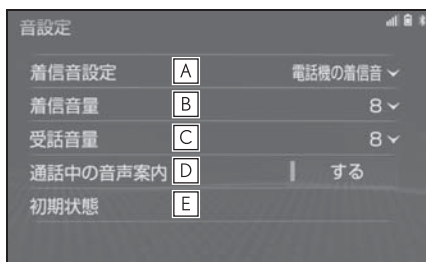 音設定
着信音設定 A 電話機の着信音
着信音量 B 8
受話音量 C 8
通話中の音声案内 D する
初期状態 E